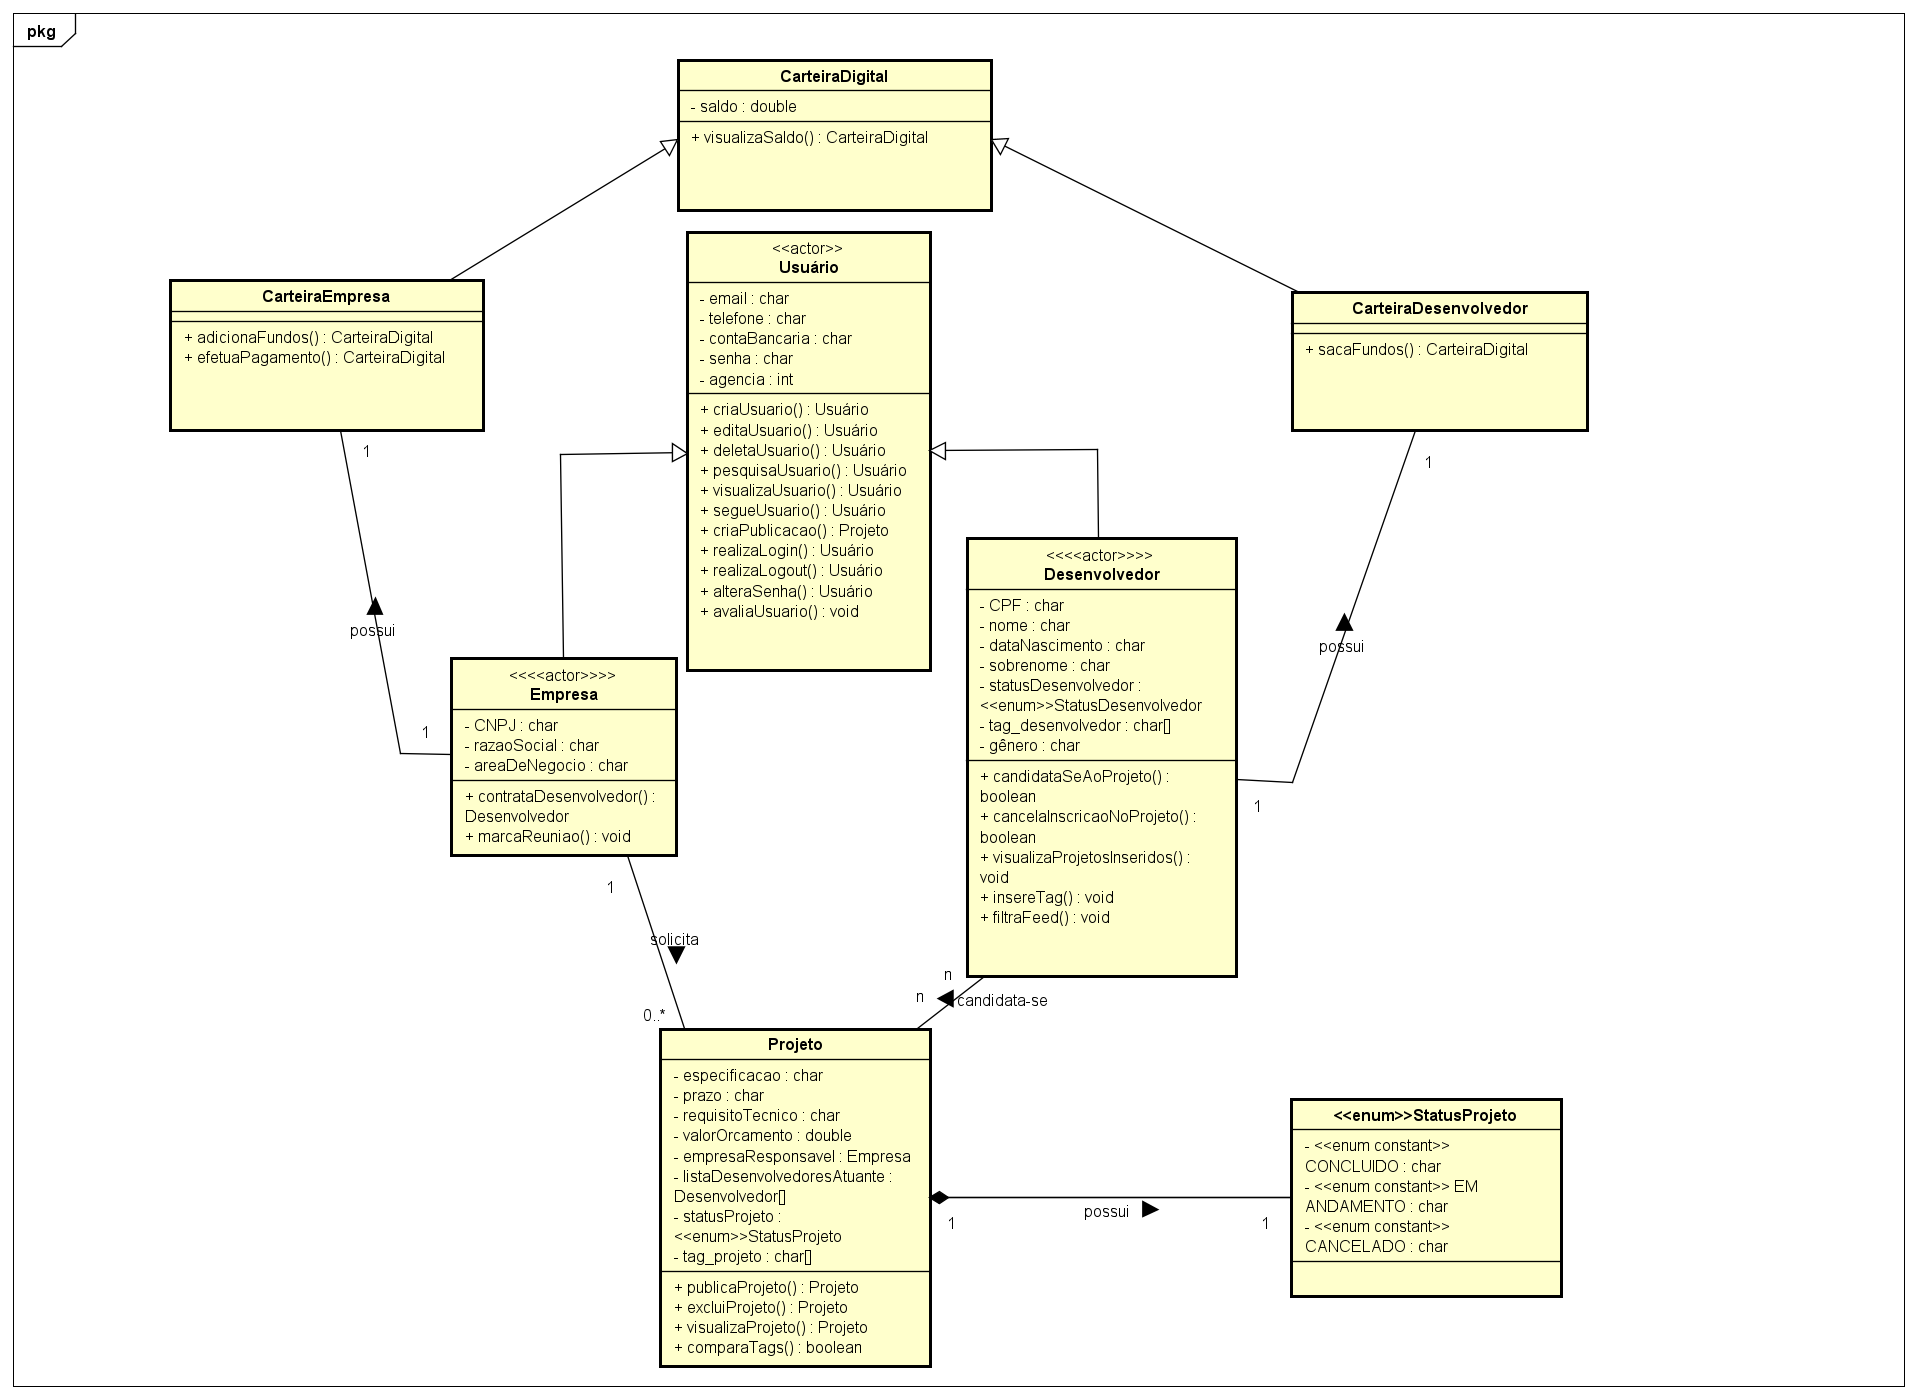 pkg
CarteiraDigital
- saldo : double
+ visualizaSaldo() : CarteiraDigital
<<actor>>
Usuário
- email : char
- telefone : char
- contaBancaria : char
- senha : char
- agencia : int
+ criaUsuario() : Usuário
+ editaUsuario() : Usuário
+ deletaUsuario() : Usuário
+ pesquisaUsuario() : Usuário
+ visualizaUsuario() : Usuário
+ segueUsuario() : Usuário
+ criaPublicacao() : Projeto
+ realizaLogin() : Usuário
+ realizaLogout() : Usuário
+ alteraSenha() : Usuário
+ avaliaUsuario() : void
CarteiraEmpresa
+ adicionaFundos() : CarteiraDigital
+ efetuaPagamento() : CarteiraDigital
1
possui
1
CarteiraDesenvolvedor
+ sacaFundos() : CarteiraDigital
1
possui
1
<<<<actor>>>>
Empresa
- CNPJ : char
- razaoSocial : char
- areaDeNegocio : char
+ contrataDesenvolvedor() :
Desenvolvedor
+ marcaReuniao() : void
<<<<actor>>>>
Desenvolvedor
- CPF : char
- nome : char
- dataNascimento : char
- sobrenome : char
- statusDesenvolvedor :
<<enum>>StatusDesenvolvedor
- tag_desenvolvedor : char[]
- gênero : char
+ candidataSeAoProjeto() :
boolean
+ cancelaInscricaoNoProjeto() :
boolean
+ visualizaProjetosInseridos() :
void
+ insereTag() : void
+ filtraFeed() : void
1
solicita
0..*
n
n
candidata-se
Projeto
- especificacao : char
- prazo : char
- requisitoTecnico : char
- valorOrcamento : double
- empresaResponsavel : Empresa
- listaDesenvolvedoresAtuante :
Desenvolvedor[]
- statusProjeto :
<<enum>>StatusProjeto
- tag_projeto : char[]
+ publicaProjeto() : Projeto
+ excluiProjeto() : Projeto
+ visualizaProjeto() : Projeto
+ comparaTags() : boolean
1
possui
1
<<enum>>StatusProjeto
- <<enum constant>>
CONCLUIDO : char
- <<enum constant>> EM
ANDAMENTO : char
- <<enum constant>>
CANCELADO : char